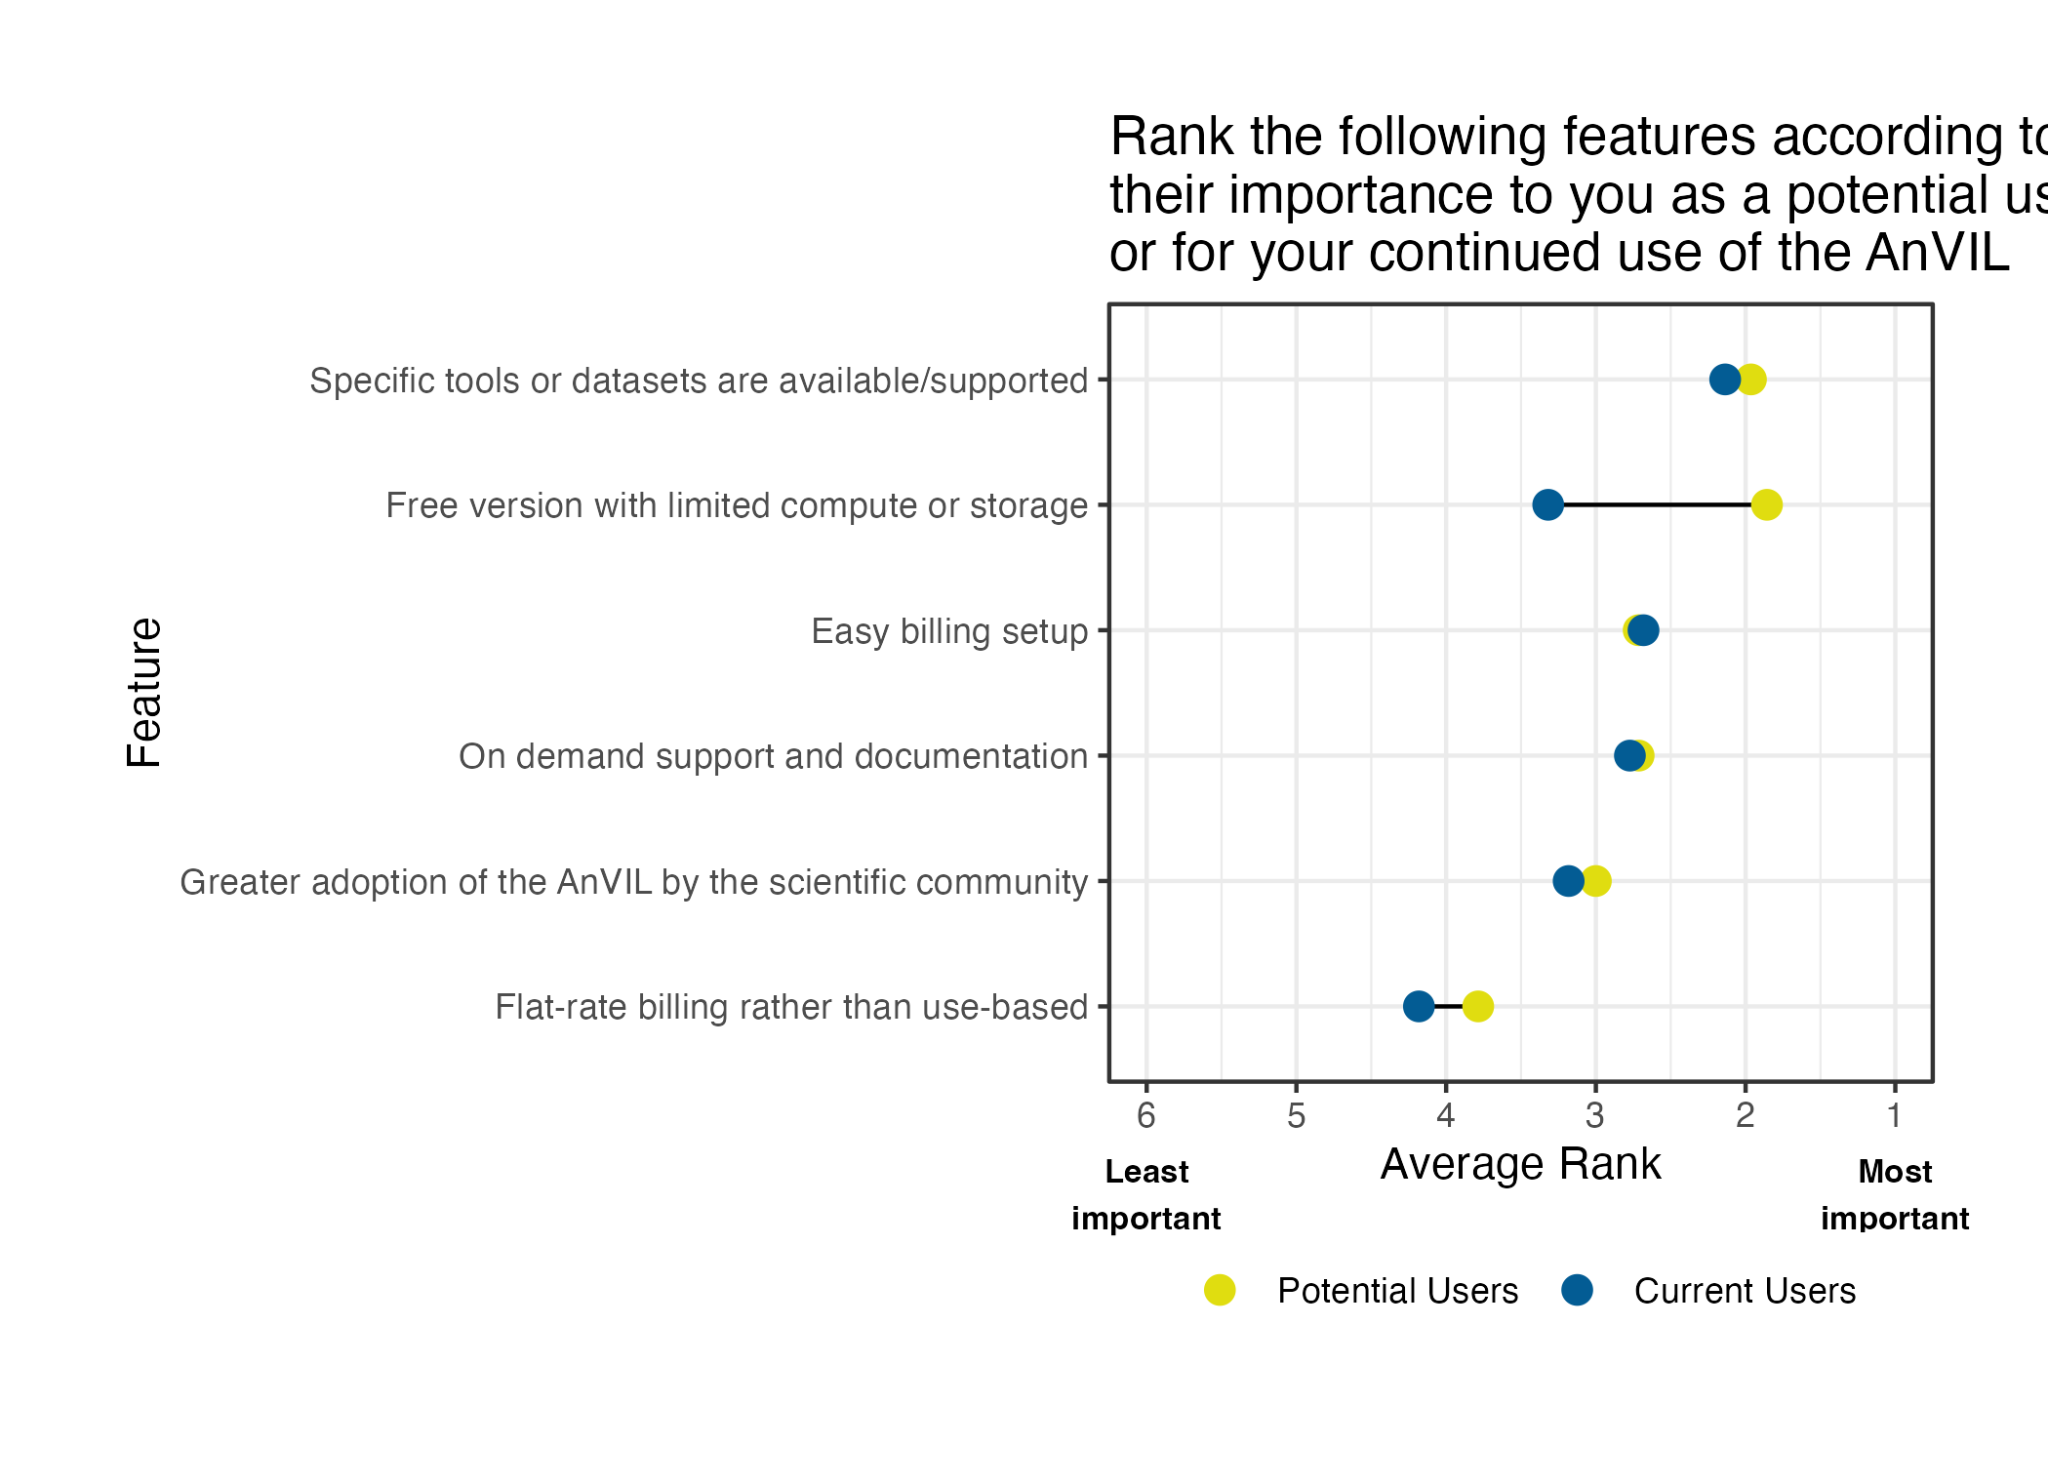 Rank the following features according to
their importance to you as a potential
or for your continued use of the AnVIL
Feature
Specific tools or datasets are available/supported
Free version with limited compute or storage
Easy billing setup
On demand support and documentation
Greater adoption of the AnVIL by the scientific community
Flat-rate billing rather than use-based
6 5 4 3 2 1
Average Rank
Least
important
Most
important
Potential Users
Current Users